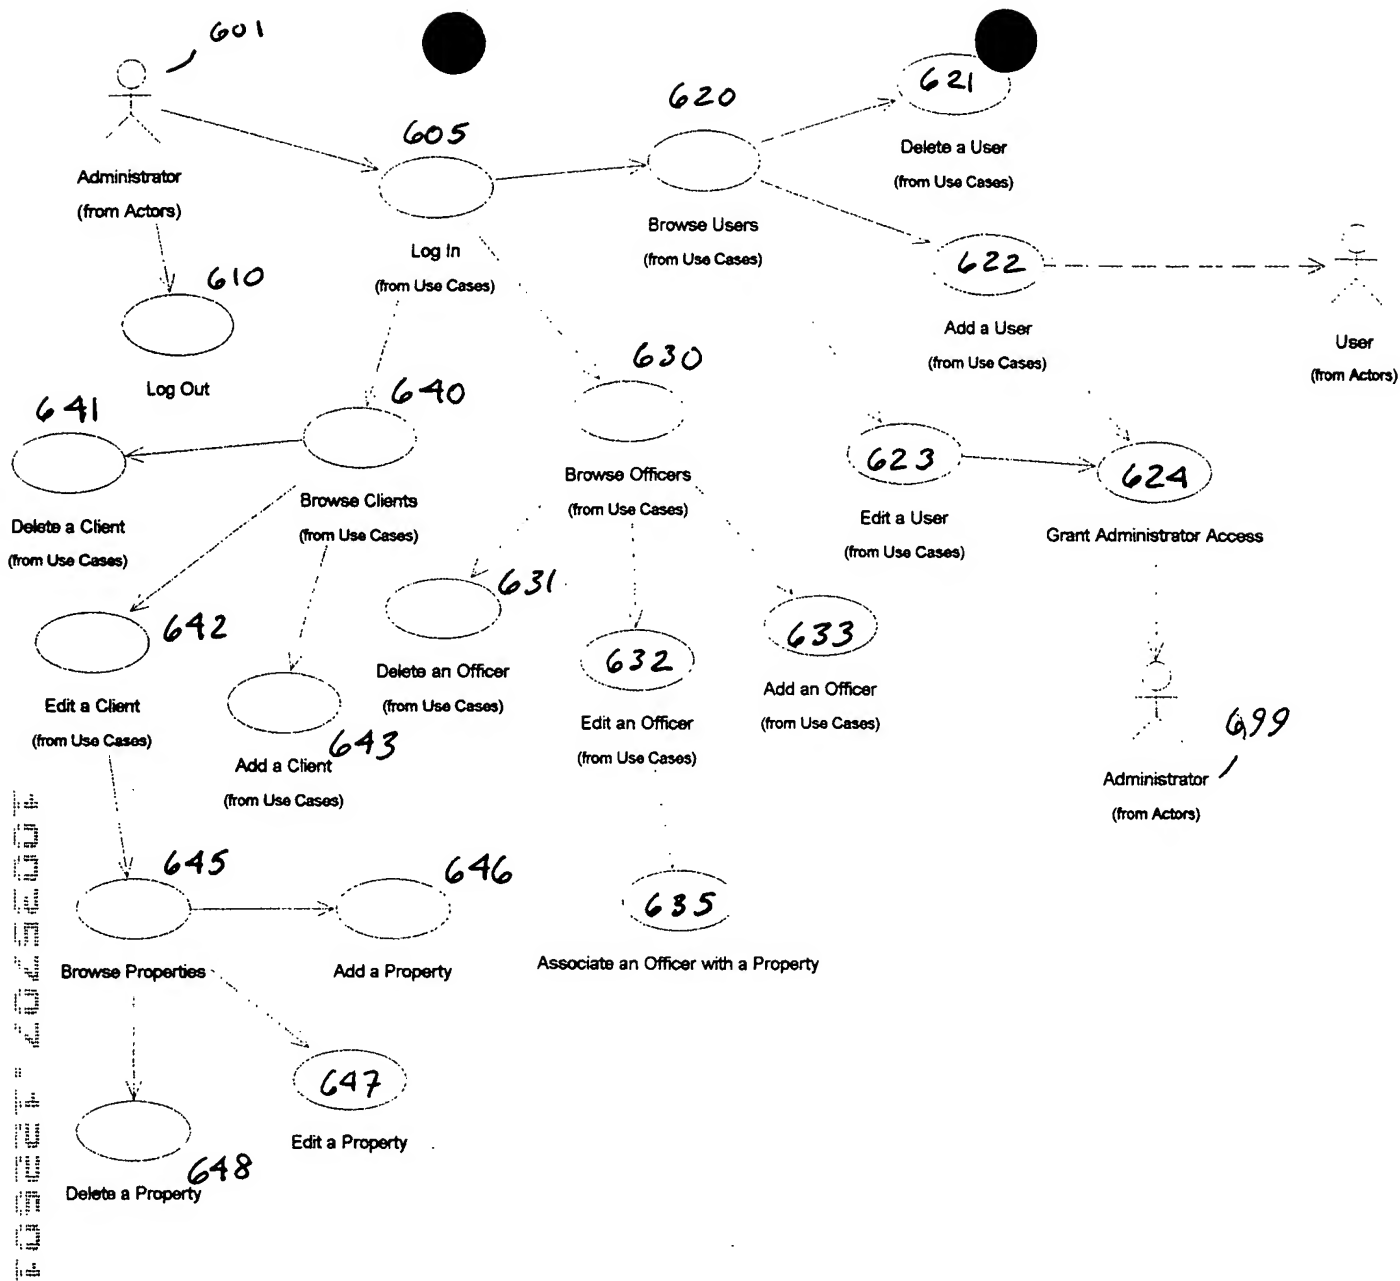 601
605
620
621
Administrator
(from Actors)
Log In
(from Use Cases)
Browse Users
(from Use Cases)
Delete a User
(from Use Cases)
610
Log Out
622
Add a User
(from Use Cases)
User
(from Actors)
641
Delete a Client
(from Use Cases)
640
Browse Clients
(from Use Cases)
630
Browse Officers
(from Use Cases)
623
Edit a User
(from Use Cases)
624
Grant Administrator Access
642
Edit a Client
(from Use Cases)
643
Add a Client
(from Use Cases)
631
Delete an Officer
(from Use Cases)
632
Edit an Officer
(from Use Cases)
633
Add an Officer
(from Use Cases)
699
Administrator
(from Actors)
645
Browse Properties
646
Add a Property
635
Associate an Officer with a Property
647
Edit a Property
648
Delete a Property